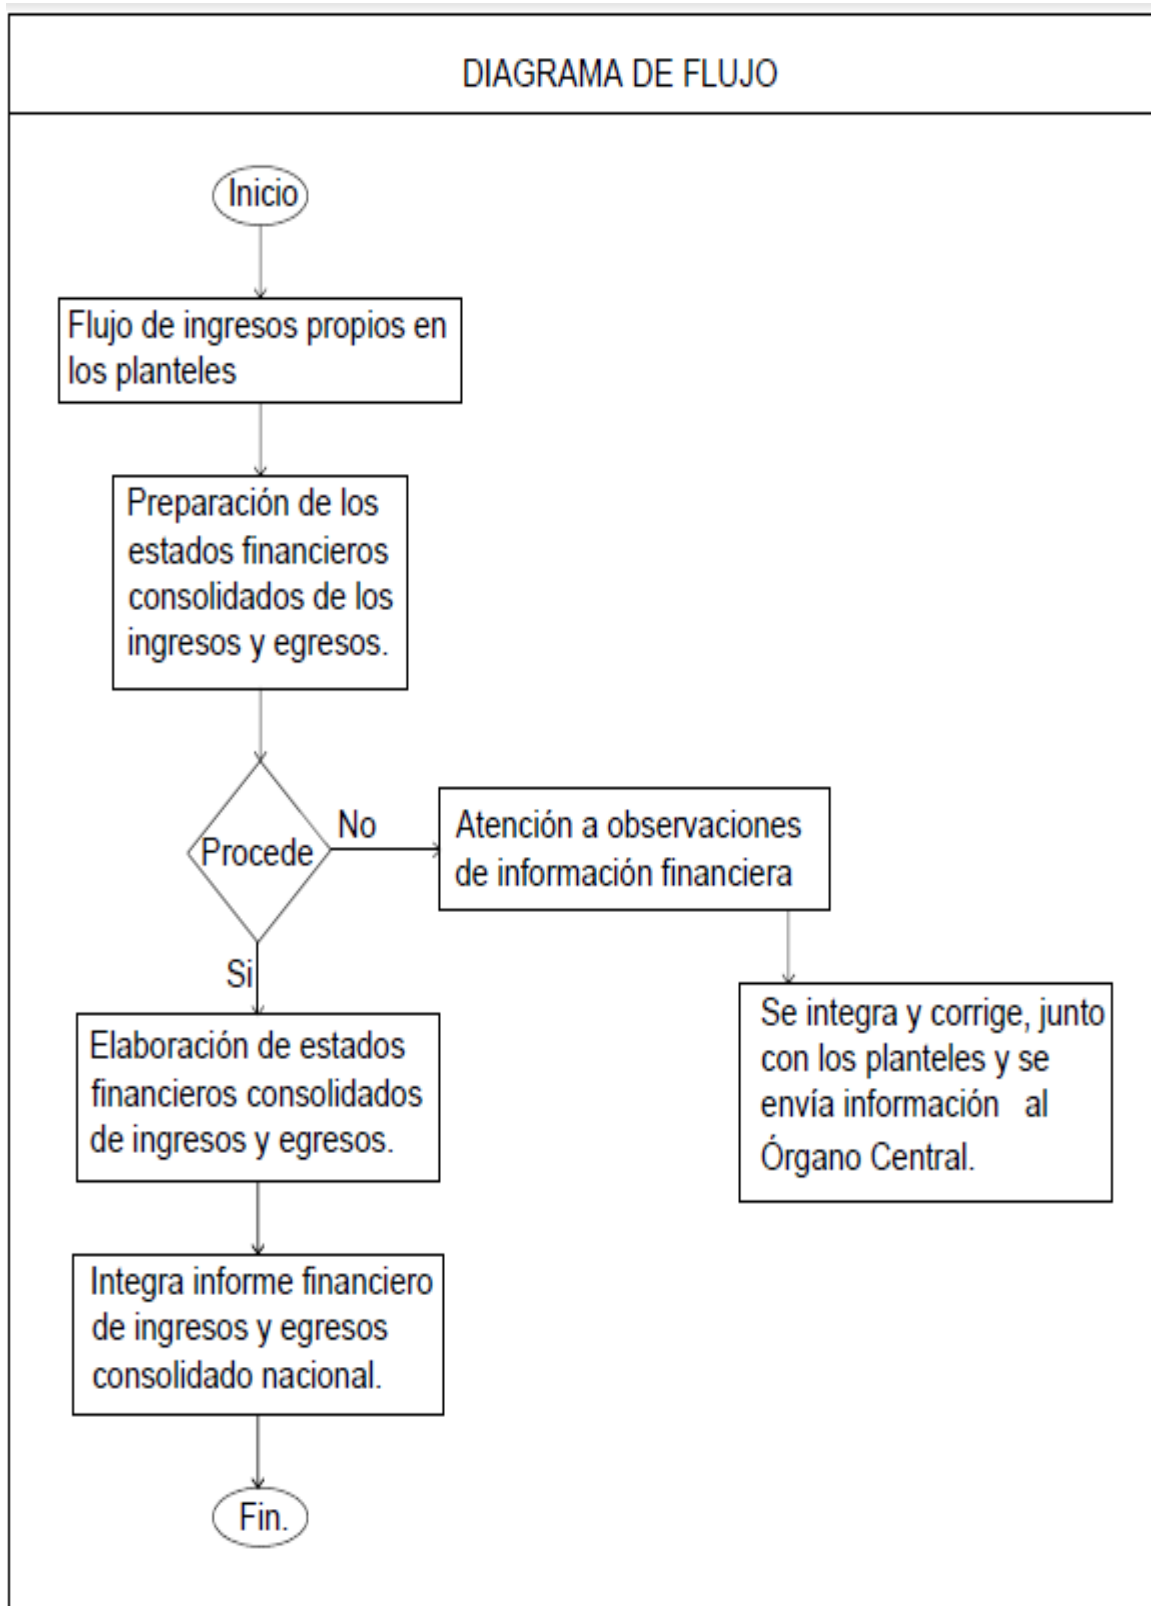 DIAGRAMA DE FLUJO
Inicio
Flujo de ingresos propios en
los planteles
Preparación de los
estados financieros
consolidados de los
ingresos y egresos.
Procede
No
Atención a observaciones
de información financiera
Se integra y corrige, junto
con los planteles y se
envía información al
Órgano Central.
Si
Elaboración de estados
financieros consolidados
de ingresos y egresos.
Integra informe financiero
de ingresos y egresos
consolidado nacional.
Fin.